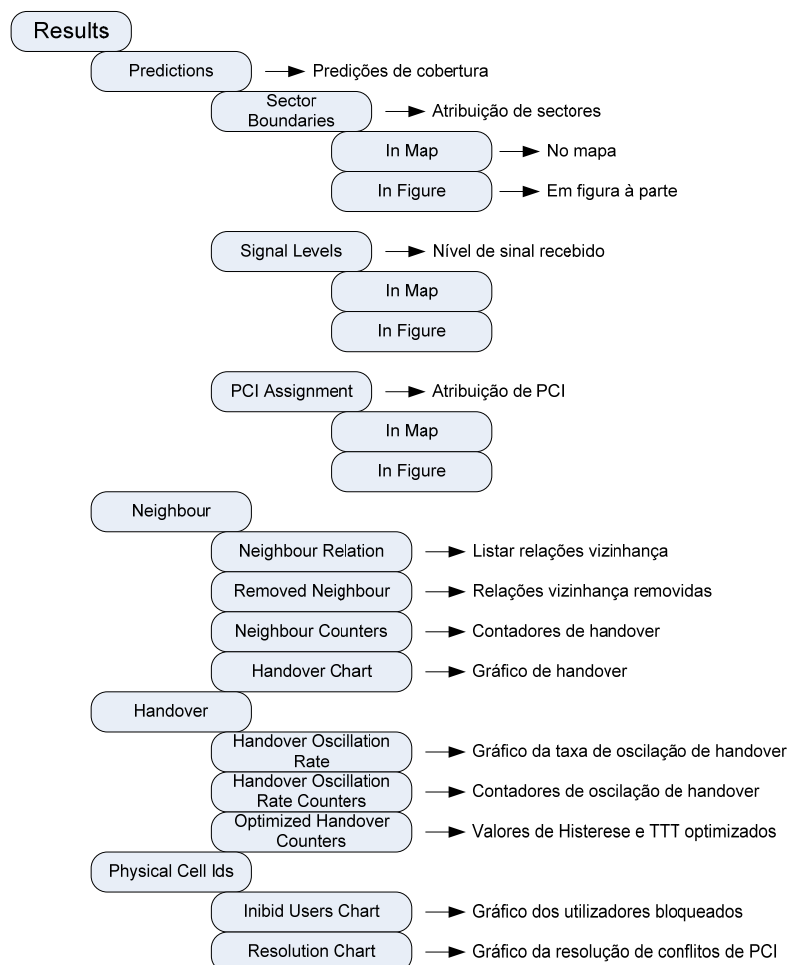 Results
Predictions
Predições de cobertura
Sector
Boundaries
Atribuição de sectores
In Map
No mapa
In Figure
Em figura à parte
Signal Levels
Nível de sinal recebido
In Map
In Figure
PCI Assignment
Atribuição de PCI
In Map
In Figure
Neighbour
Neighbour Relation
Listar relações vizinhança
Removed Neighbour
Relações vizinhança removidas
Neighbour Counters
Contadores de handover
Handover Chart
Gráfico de handover
Handover
Handover Oscillation
Rate
Gráfico da taxa de oscilação de handover
Handover Oscillation
Rate Counters
Contadores de oscilação de handover
Optimized Handover
Counters
Valores de Histerese e TTT optimizados
Physical Cell Ids
Inibid Users Chart
Gráfico dos utilizadores bloqueados
Resolution Chart
Gráfico da resolução de conflitos de PCI